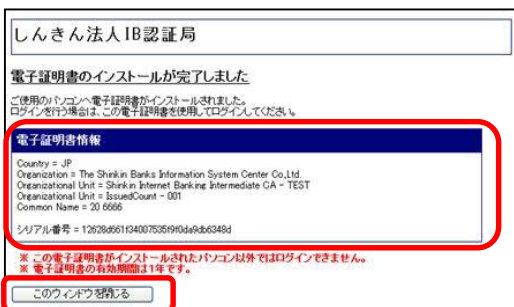 しんきん法人IB認証局
電子証明書のインストールが完了しました
ご使用のパソコンへ電子証明書がインストールされました。
ログインを行う場合は、この電子証明書を使用してログインしてください。
電子証明書情報
Country = JP
Organization = The Shinkin Banks Information System Center Co.,Ltd.
Organizational Unit = Shinkin Internet Banking Intermediate CA - TEST
Organizational Unit = IssuedCount - 001
Common Name = 20 6666
シリアル番号 = 12628d661f34007535f9f0da9db6348d
※ この電子証明書がインストールされたパソコン以外ではログインできません。
※ 電子証明書の有効期間は1年です。
このウィンドウを閉じる